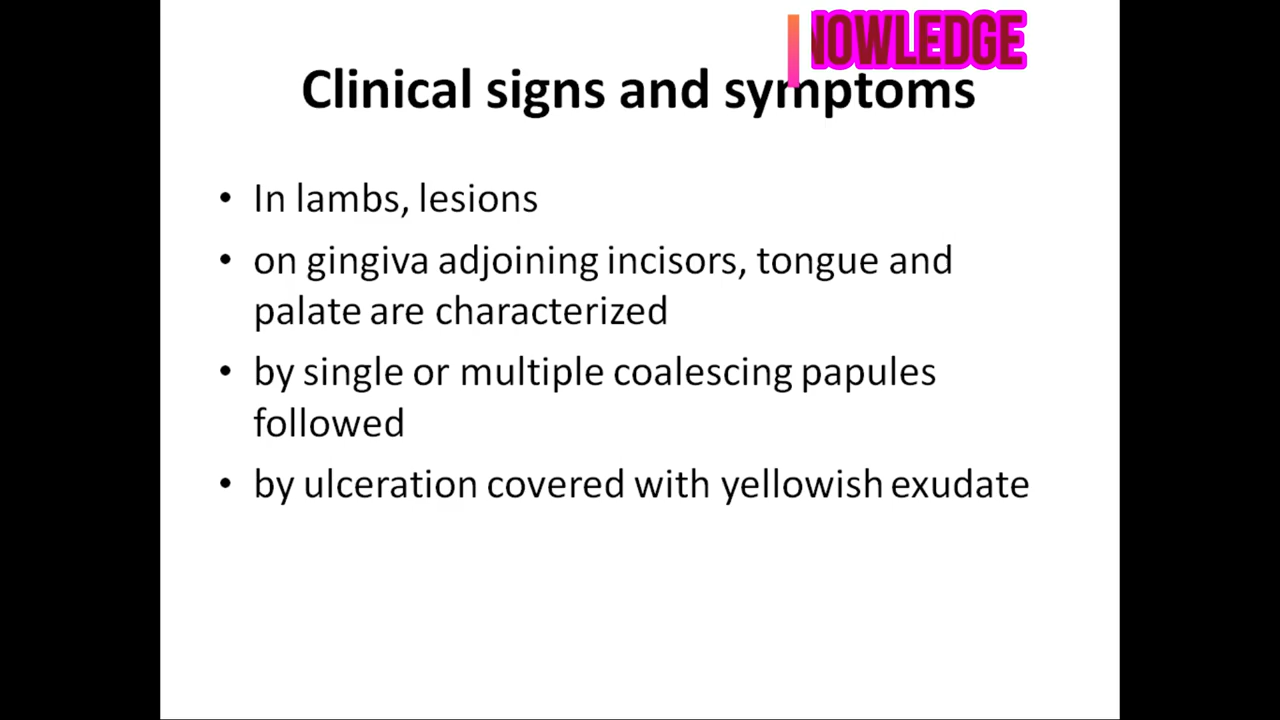 NOWLEDGE
Clinical signs and symptoms
• In lambs, lesions
• on gingiva adjoining incisors, tongue and
palate are characterized
• by single or multiple coalescing papules
followed
• by ulceration covered with yellowish exudate